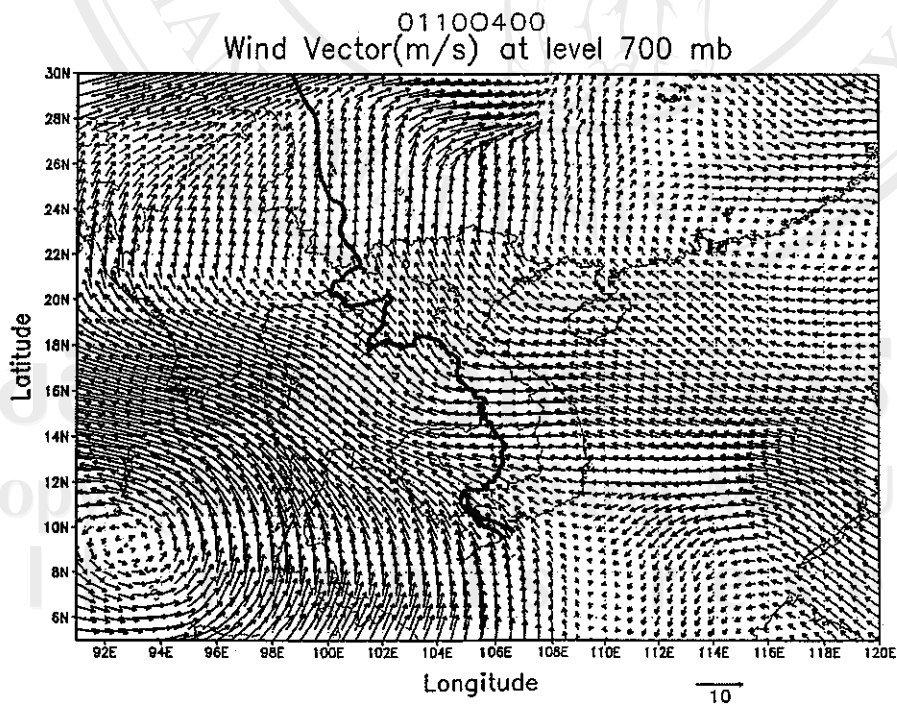 01100400
Wind Vector(m/s) at level 700 mb
30N
28N
26N
24N
22N
20N
18N
16N
14N
12N
10N
8N
6N
Latitude
92E 94E 96E 98E 100E 102E 104E 106E 108E 110E 112E 114E 116E 118E 120E
Longitude
10